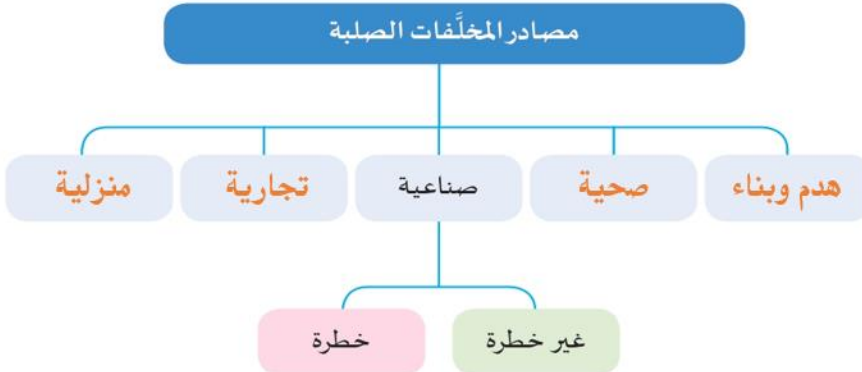 مصادر المخلَّفات الصلبة
هدم وبناء
صحية
صناعية
تجارية
منزلية
غير خطرة
خطرة